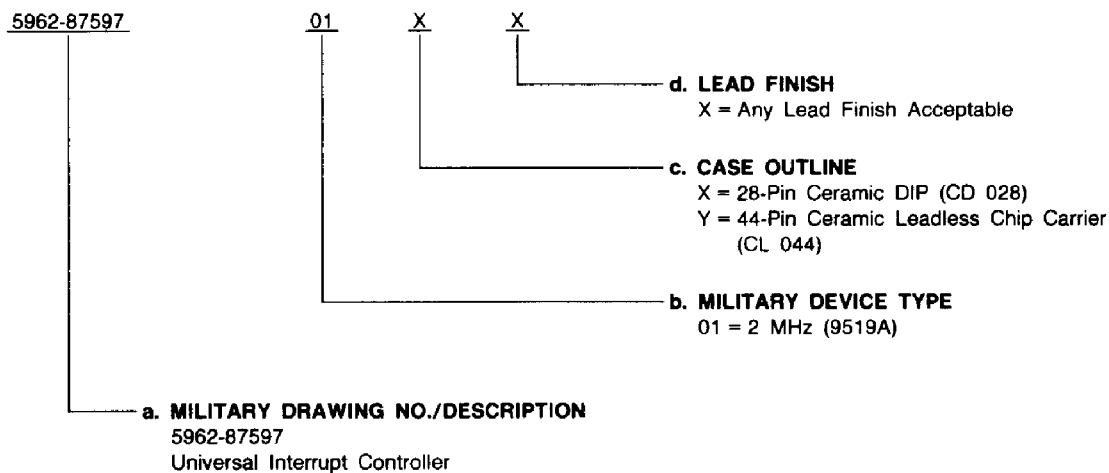 5962-87597 01 X X
d. LEAD FINISH
X = Any Lead Finish Acceptable
c. CASE OUTLINE
X = 28-Pin Ceramic DIP (CD 028)
Y = 44-Pin Ceramic Leadless Chip Carrier
(CL 044)
b. MILITARY DEVICE TYPE
01 = 2 MHz (9519A)
a. MILITARY DRAWING NO./DESCRIPTION
5962-87597
Universal Interrupt Controller